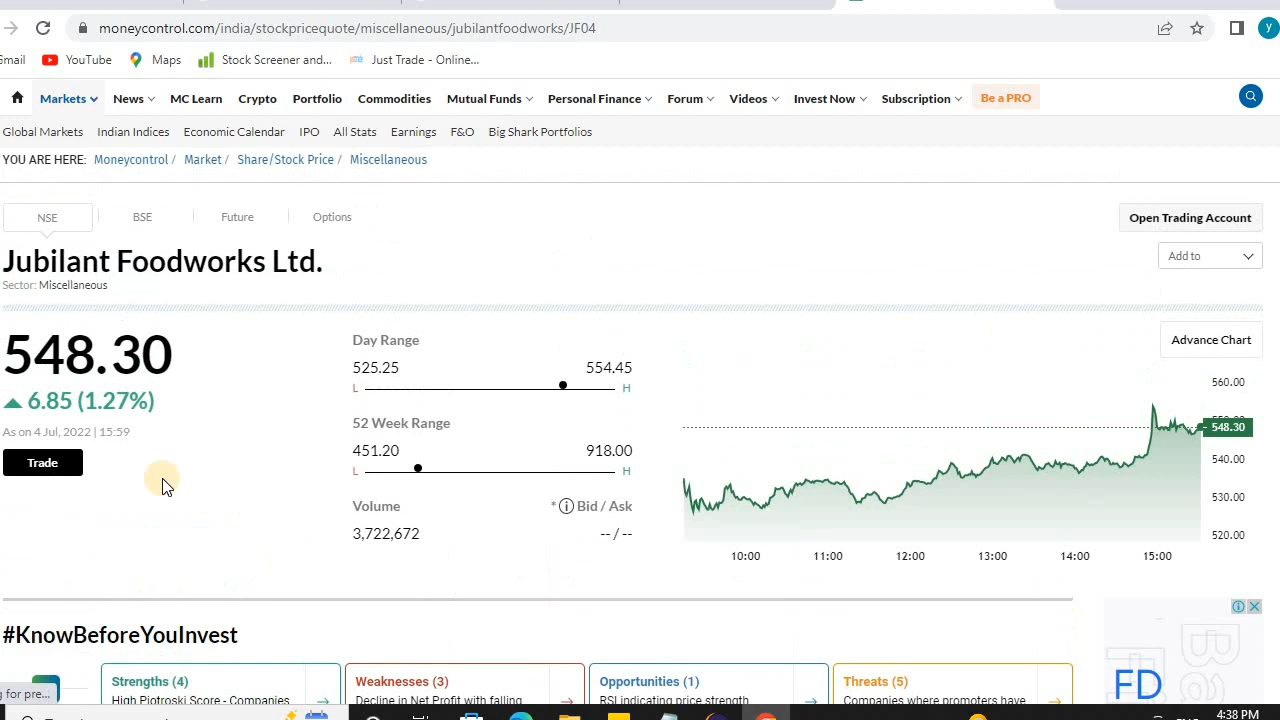 moneycontrol.com/india/stockpricequote/miscellaneous/jubilantfoodworks/JF04
y
Gmail YouTube Maps Stock Screener and... Just Trade - Online...
Markets News MC Learn Crypto Portfolio Commodities Mutual Funds Personal Finance Forum Videos Invest Now Subscription Be a PRO
Global Markets Indian Indices Economic Calendar IPO All Stats Earnings F&O Big Shark Portfolios
YOU ARE HERE: Moneycontrol / Market / Share/Stock Price / Miscellaneous
NSE BSE Future Options
Open Trading Account
Jubilant Foodworks Ltd.
Add to
Sector: Miscellaneous
548.30
6.85 (1.27%)
As on 4 Jul, 2022 | 15:59
Trade
Day Range
525.25 554.45
L H
52 Week Range
451.20 918.00
L H
Volume * Bid / Ask
3,722,672 -- / --
Advance Chart
560.00
548.30
540.00
530.00
520.00
10:00 11:00 12:00 13:00 14:00 15:00
#KnowBeforeYouInvest
FD
Strengths (4)
High Piotroski Score - Companies
Weaknesses (3)
Decline in Net Profit with falling
Opportunities (1)
RSI indicating price strength
Threats (5)
Companies where promoters have
g for pre...
4:38 PM